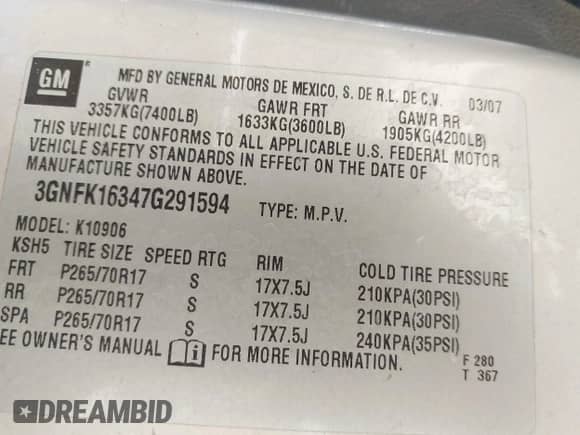 GM ® MFD BY GENERAL MOTORS DE MEXICO, S. DE R.L. DE C.V. 03/07
GVWR GAWR FRT GAWR RR
3357KG(7400LB) 1633KG(3600LB) 1905KG(4200LB)
THIS VEHICLE CONFORMS TO ALL APPLICABLE U.S. FEDERAL MOTOR
VEHICLE SAFETY STANDARDS IN EFFECT ON THE DATE OF
MANUFACTURE SHOWN ABOVE.
3GNFK16347G291594 TYPE: M.P.V.
MODEL: K10906
KSH5 TIRE SIZE SPEED RTG RIM COLD TIRE PRESSURE
FRT P265/70R17 S 17X7.5J 210KPA(30PSI)
RR P265/70R17 S 17X7.5J 210KPA(30PSI)
SPA P265/70R17 S 17X7.5J 240KPA(35PSI)
EE OWNER'S MANUAL i FOR MORE INFORMATION.
F 280
T 367
DREAMBID